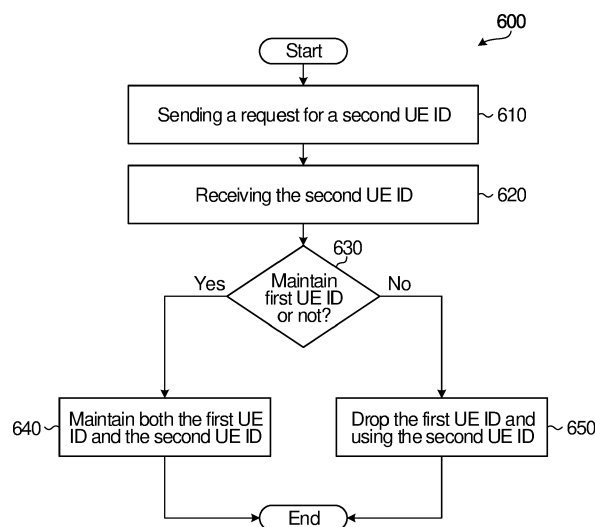 600
Start
Sending a request for a second UE ID
610
Receiving the second UE ID
620
630
Yes
Maintain
first UE ID
or not?
No
640
Maintain both the first UE
ID and the second UE ID
Drop the first UE ID and
using the second UE ID
650
End